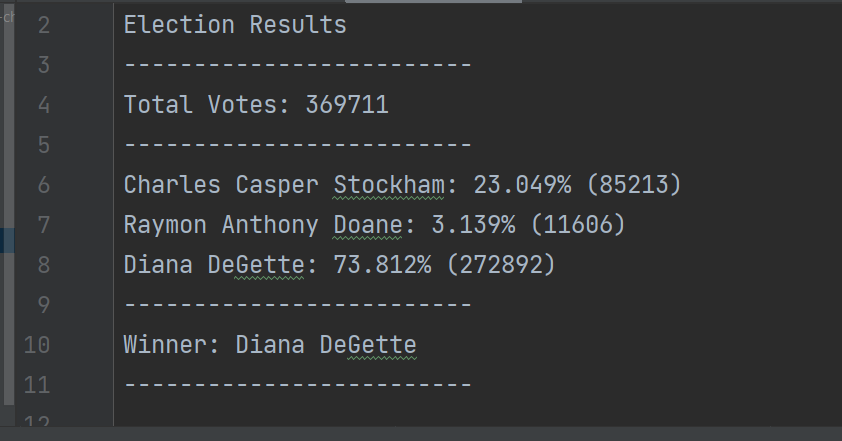 2 Election Results
3 -------------------------
4 Total Votes: 369711
5 -------------------------
6 Charles Casper Stockham: 23.049% (85213)
7 Raymon Anthony Doane: 3.139% (11606)
8 Diana DeGette: 73.812% (272892)
9 -------------------------
10 Winner: Diana DeGette
11 -------------------------
12